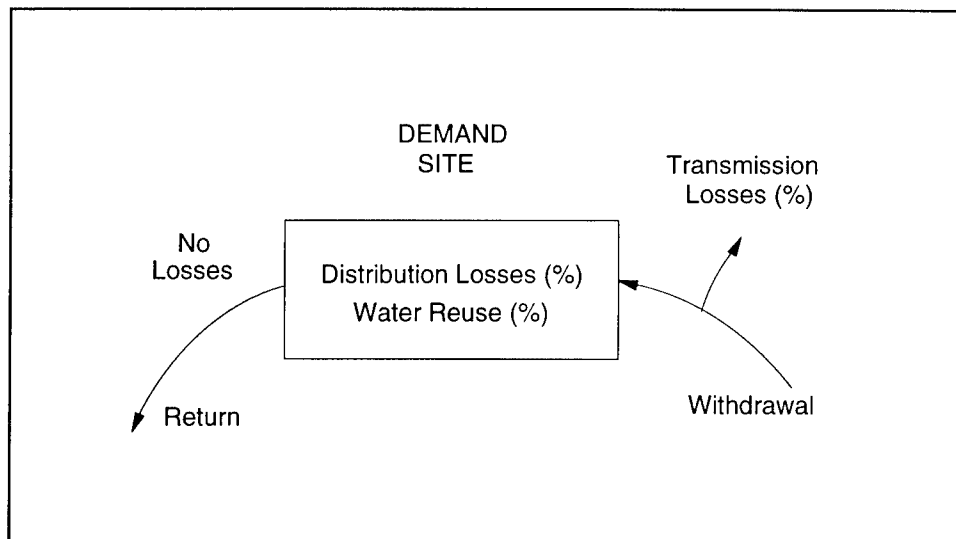 DEMAND
SITE
Transmission
Losses (%)
No
Losses
Distribution Losses (%)
Water Reuse (%)
Return
Withdrawal